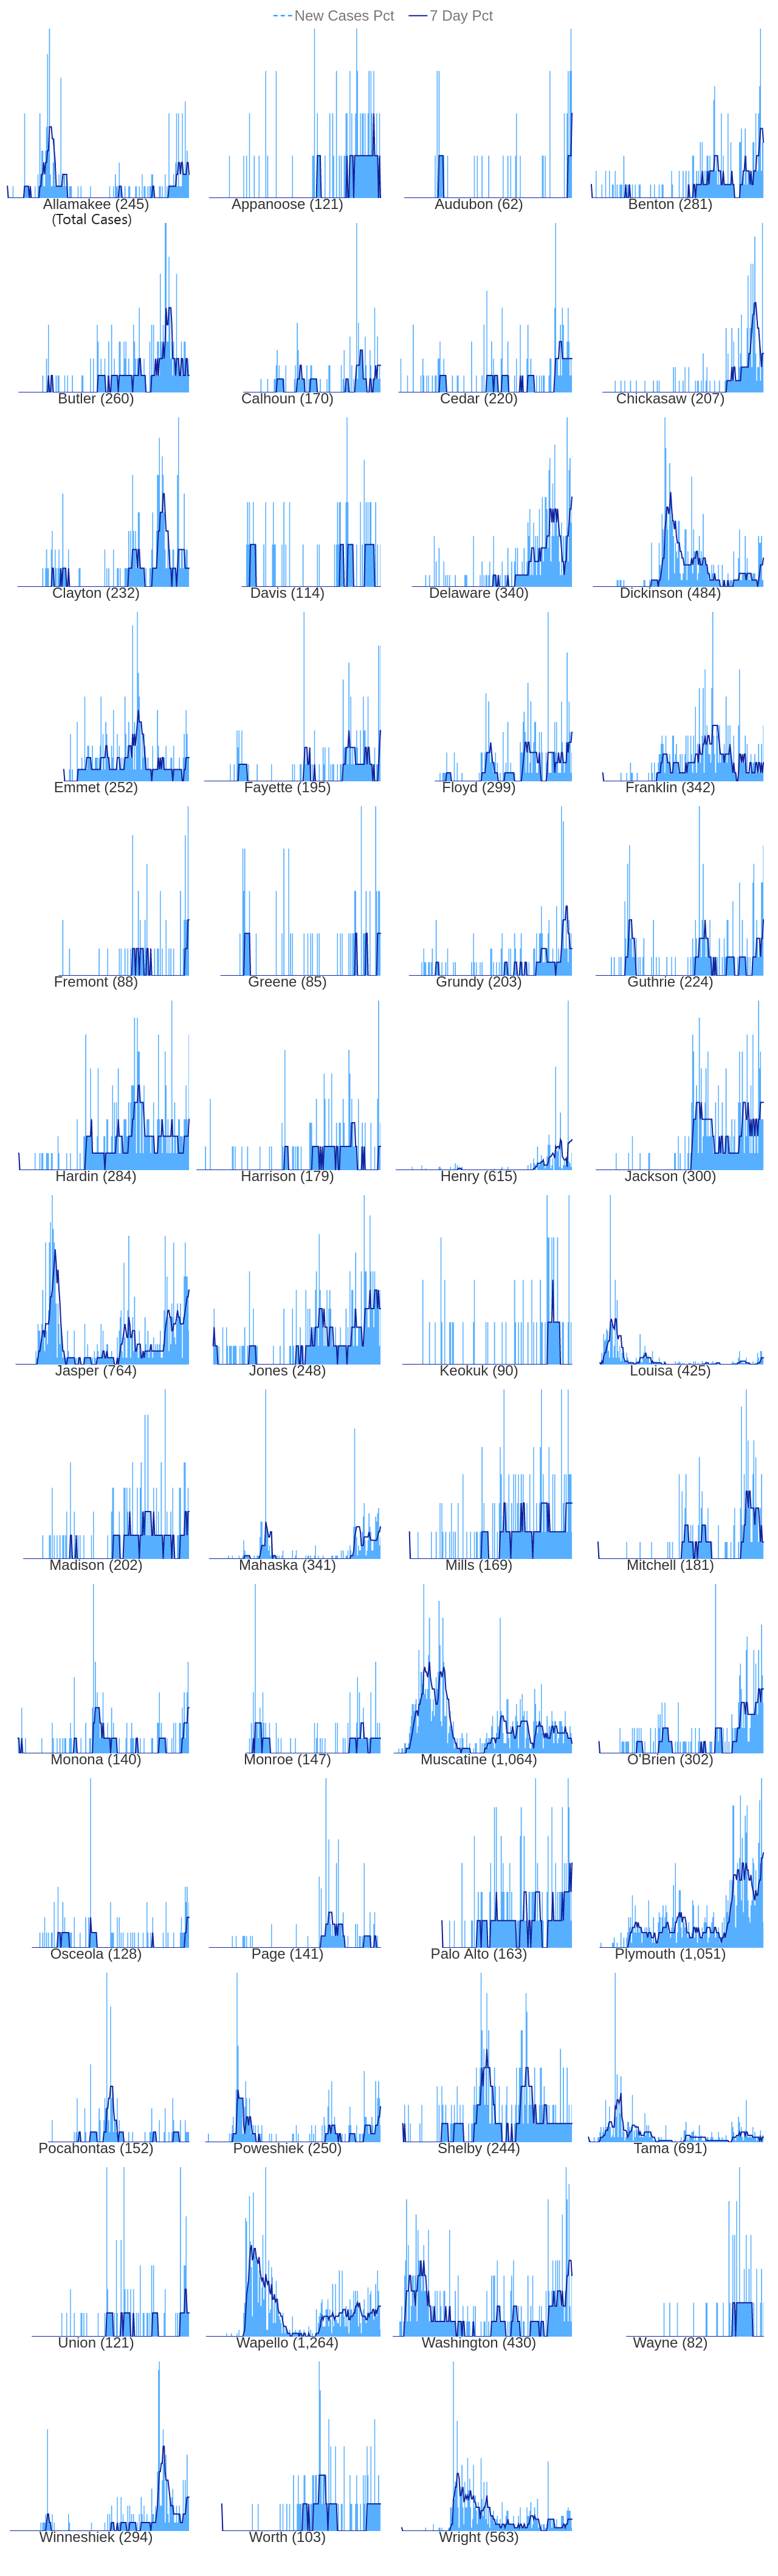 New Cases Pct 7 Day Pct
Allamakee (245) Appanoose (121) Audubon (62) Benton (281)
(Total Cases)
Butler (260) Calhoun (170) Cedar (220) Chickasaw (207)
Clayton (232) Davis (114) Delaware (340) Dickinson (484)
Emmet (252) Fayette (195) Floyd (299) Franklin (342)
Fremont (88) Greene (85) Grundy (203) Guthrie (224)
Hardin (284) Harrison (179) Henry (615) Jackson (300)
Jasper (764) Jones (248) Keokuk (90) Louisa (425)
Madison (202) Mahaska (341) Mills (169) Mitchell (181)
Monona (140) Monroe (147) Muscatine (1,064) O'Brien (302)
Osceola (128) Page (141) Palo Alto (163) Plymouth (1,051)
Pocahontas (152) Poweshiek (250) Shelby (244) Tama (691)
Union (121) Wapello (1,264) Washington (430) Wayne (82)
Winneshiek (294) Worth (103) Wright (563)